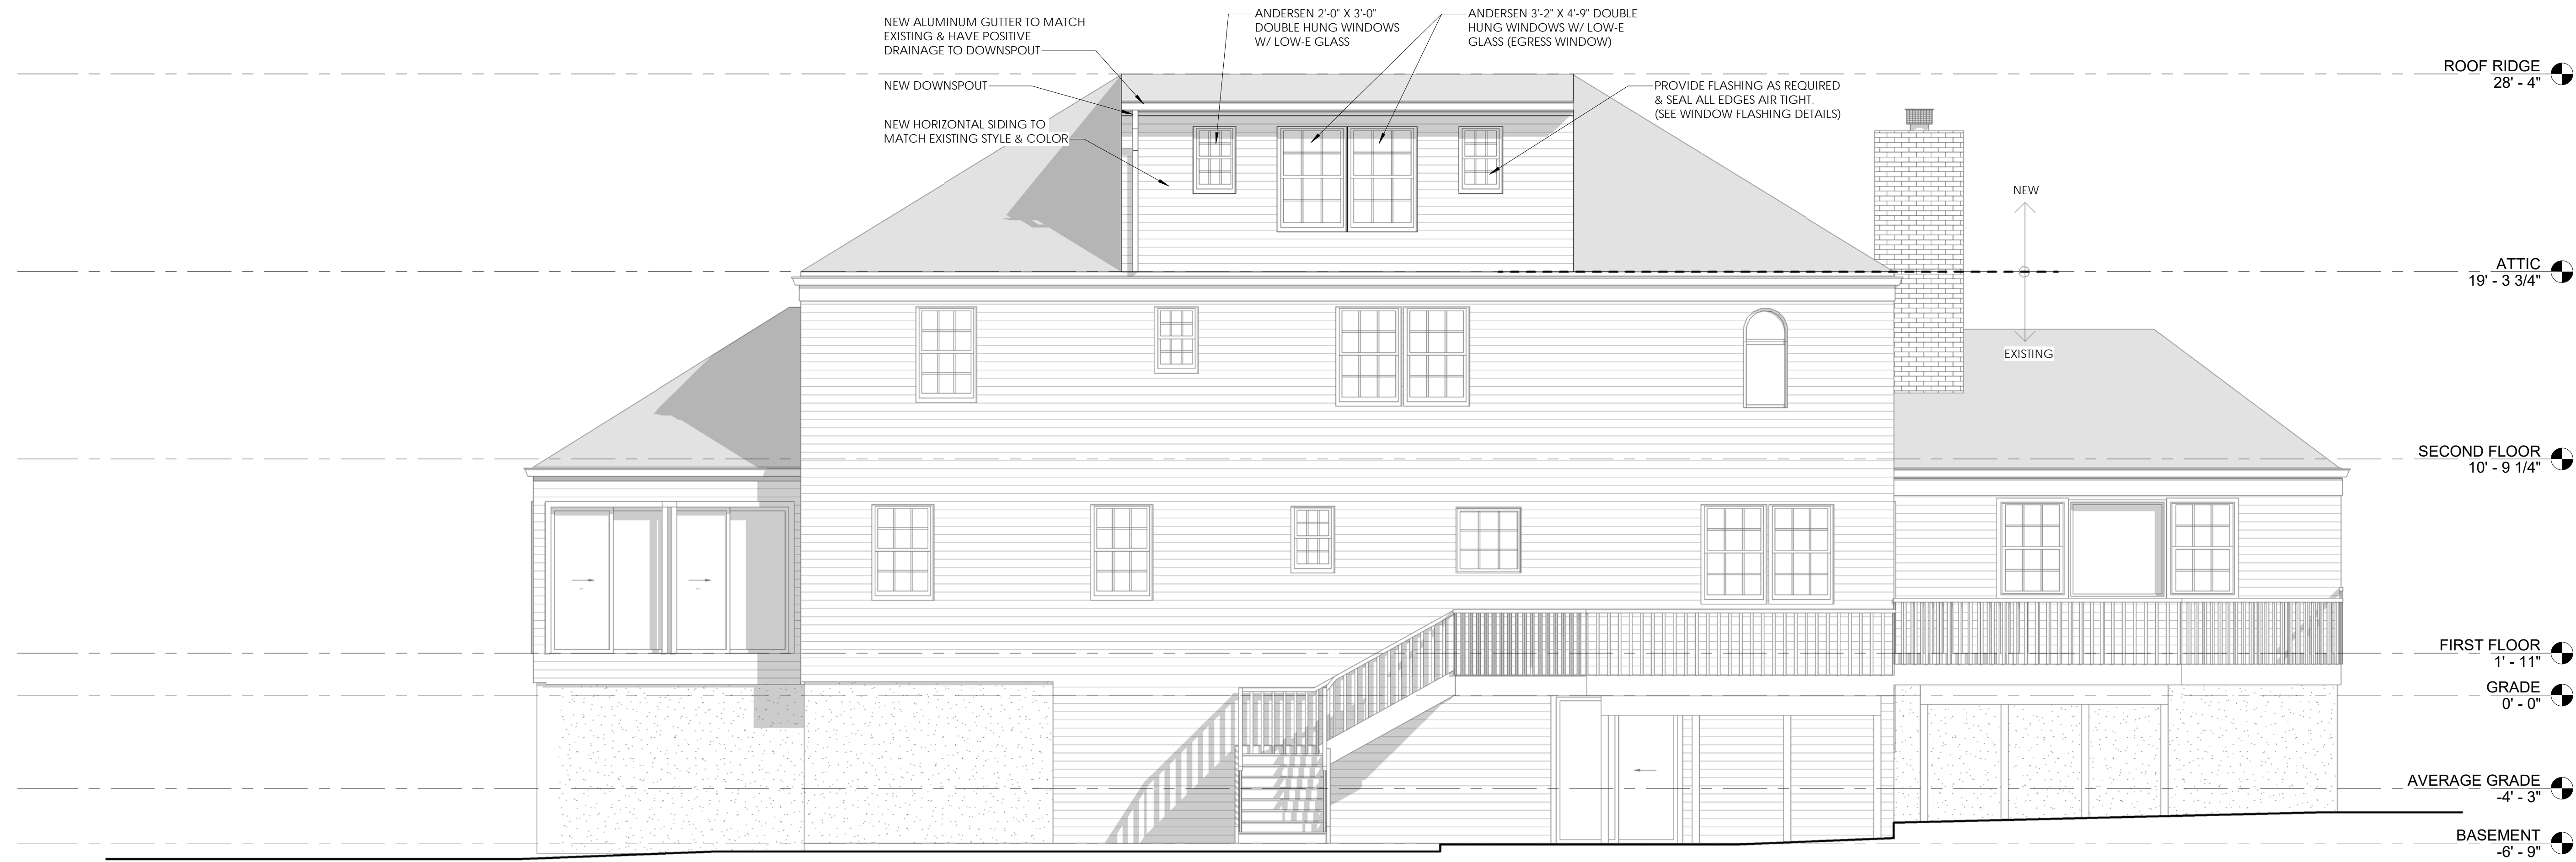 NEW ALUMINUM GUTTER TO MATCH
EXISTING & HAVE POSITIVE
DRAINAGE TO DOWNSPOUT
NEW DOWNSPOUT
NEW HORIZONTAL SIDING TO
MATCH EXISTING STYLE & COLOR
ANDERSEN 2'-0" X 3'-0"
DOUBLE HUNG WINDOWS
W/ LOW-E GLASS
ANDERSEN 3'-2" X 4'-9" DOUBLE
HUNG WINDOWS W/ LOW-E
GLASS (EGRESS WINDOW)
PROVIDE FLASHING AS REQUIRED
& SEAL ALL EDGES AIR TIGHT.
(SEE WINDOW FLASHING DETAILS)
NEW
EXISTING
ROOF RIDGE
28' - 4"
ATTIC
19' - 3 3/4"
SECOND FLOOR
10' - 9 1/4"
FIRST FLOOR
1' - 11"
GRADE
0' - 0"
AVERAGE GRADE
-4' - 3"
BASEMENT
-6' - 9"